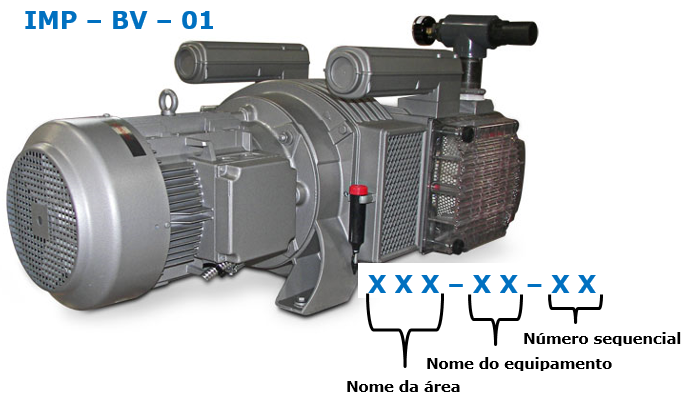 IMP – BV – 01
X X X – X X – X X
Número sequencial
Nome do equipamento
Nome da área